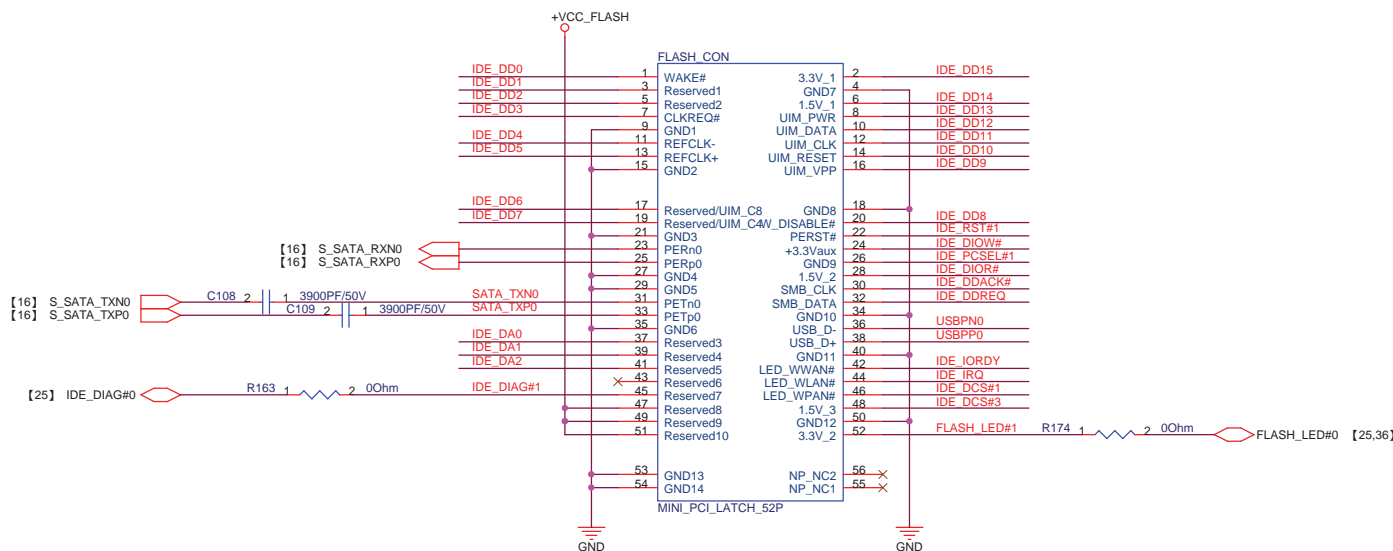 +VCC_FLASH
FLASH_CON
IDE_DD0 1 WAKE# 3.3V_1 2 IDE_DD15
IDE_DD1 3 Reserved1 GND7 4
IDE_DD2 5 Reserved2 1.5V_1 6 IDE_DD14
IDE_DD3 7 CLKREQ# UIM_PWR 8 IDE_DD13
9 GND1 UIM_DATA 10 IDE_DD12
IDE_DD4 11 REFCLK- UIM_CLK 12 IDE_DD11
IDE_DD5 13 REFCLK+ UIM_RESET 14 IDE_DD10
15 GND2 UIM_VPP 16 IDE_DD9
IDE_DD6 17 Reserved/UIM_C8 GND8 18
IDE_DD7 19 Reserved/UIM_C4 W_DISABLE# 20 IDE_DD8
21 GND3 PERST# 22 IDE_RST#1
【16】 S_SATA_RXN0 23 PERn0 +3.3Vaux 24 IDE_DIOW#
【16】 S_SATA_RXP0 25 PERp0 GND9 26 IDE_PCSEL#1
27 GND4 1.5V_2 28 IDE_DIOR#
29 GND5 SMB_CLK 30 IDE_DDACK#
【16】 S_SATA_TXN0 C108 2 1 3900PF/50V SATA_TXN0 31 PETn0 SMB_DATA 32 IDE_DDREQ
【16】 S_SATA_TXP0 C109 2 1 3900PF/50V SATA_TXP0 33 PETp0 GND10 34
35 GND6 USB_D- 36 USBPN0
IDE_DA0 37 Reserved3 USB_D+ 38 USBPP0
IDE_DA1 39 Reserved4 GND11 40
IDE_DA2 41 Reserved5 LED_WWAN# 42 IDE_IORDY
43 Reserved6 LED_WLAN# 44 IDE_IRQ
【25】 IDE_DIAG#0 R163 1 2 0Ohm IDE_DIAG#1 45 Reserved7 LED_WPAN# 46 IDE_DCS#1
47 Reserved8 1.5V_3 48 IDE_DCS#3
49 Reserved9 GND12 50
51 Reserved10 3.3V_2 52 FLASH_LED#1 R174 1 2 0Ohm FLASH_LED#0 【25,36】
53 GND13 NP_NC2 56
54 GND14 NP_NC1 55
MINI_PCI_LATCH_52P
GND GND